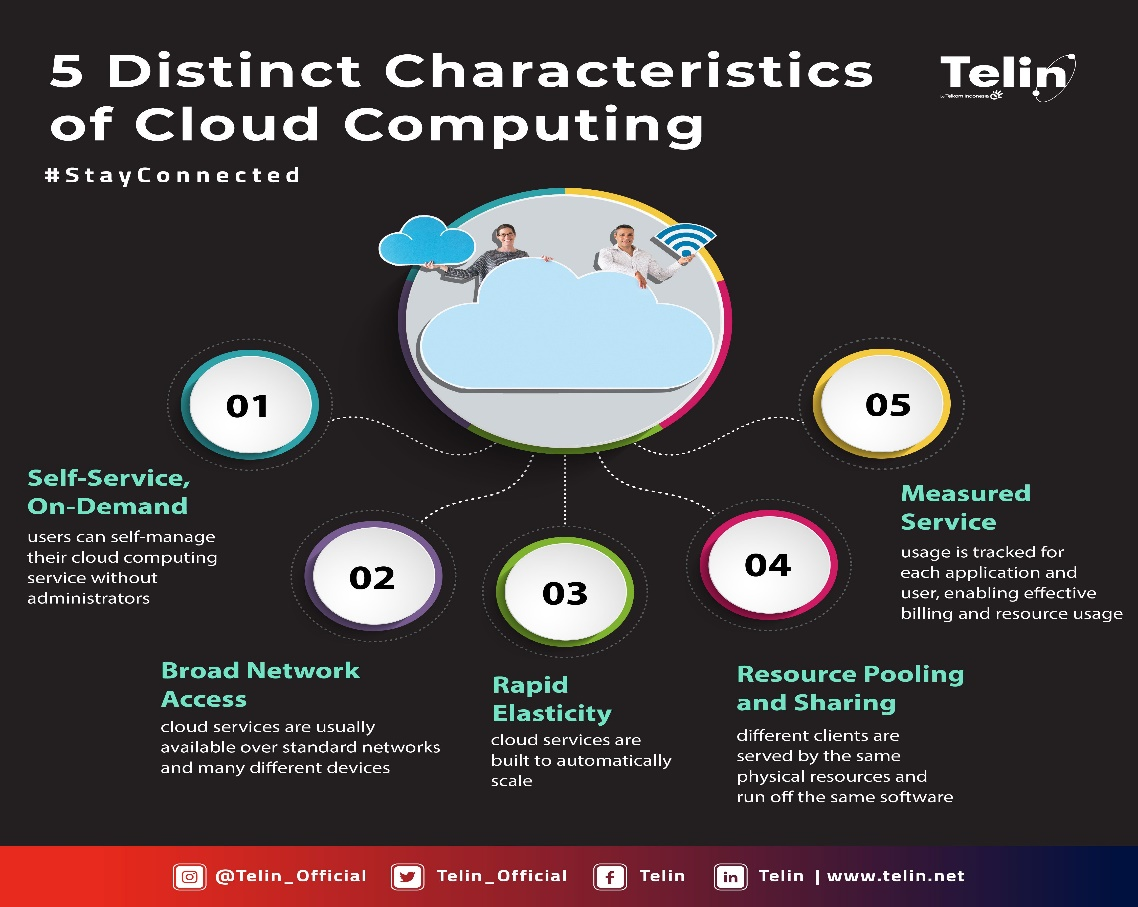 5 Distinct Characteristics
of Cloud Computing
#StayConnected
Telin
by Telkom Indonesia
01
Self-Service,
On-Demand
users can self-manage
their cloud computing
service without
administrators
02
Broad Network
Access
cloud services are usually
available over standard networks
and many different devices
03
Rapid
Elasticity
cloud services are
built to automatically
scale
04
Resource Pooling
and Sharing
different clients are
served by the same
physical resources and
run off the same software
05
Measured
Service
usage is tracked for
each application and
user, enabling effective
billing and resource usage
@Telin_Official Telin_Official Telin Telin | www.telin.net